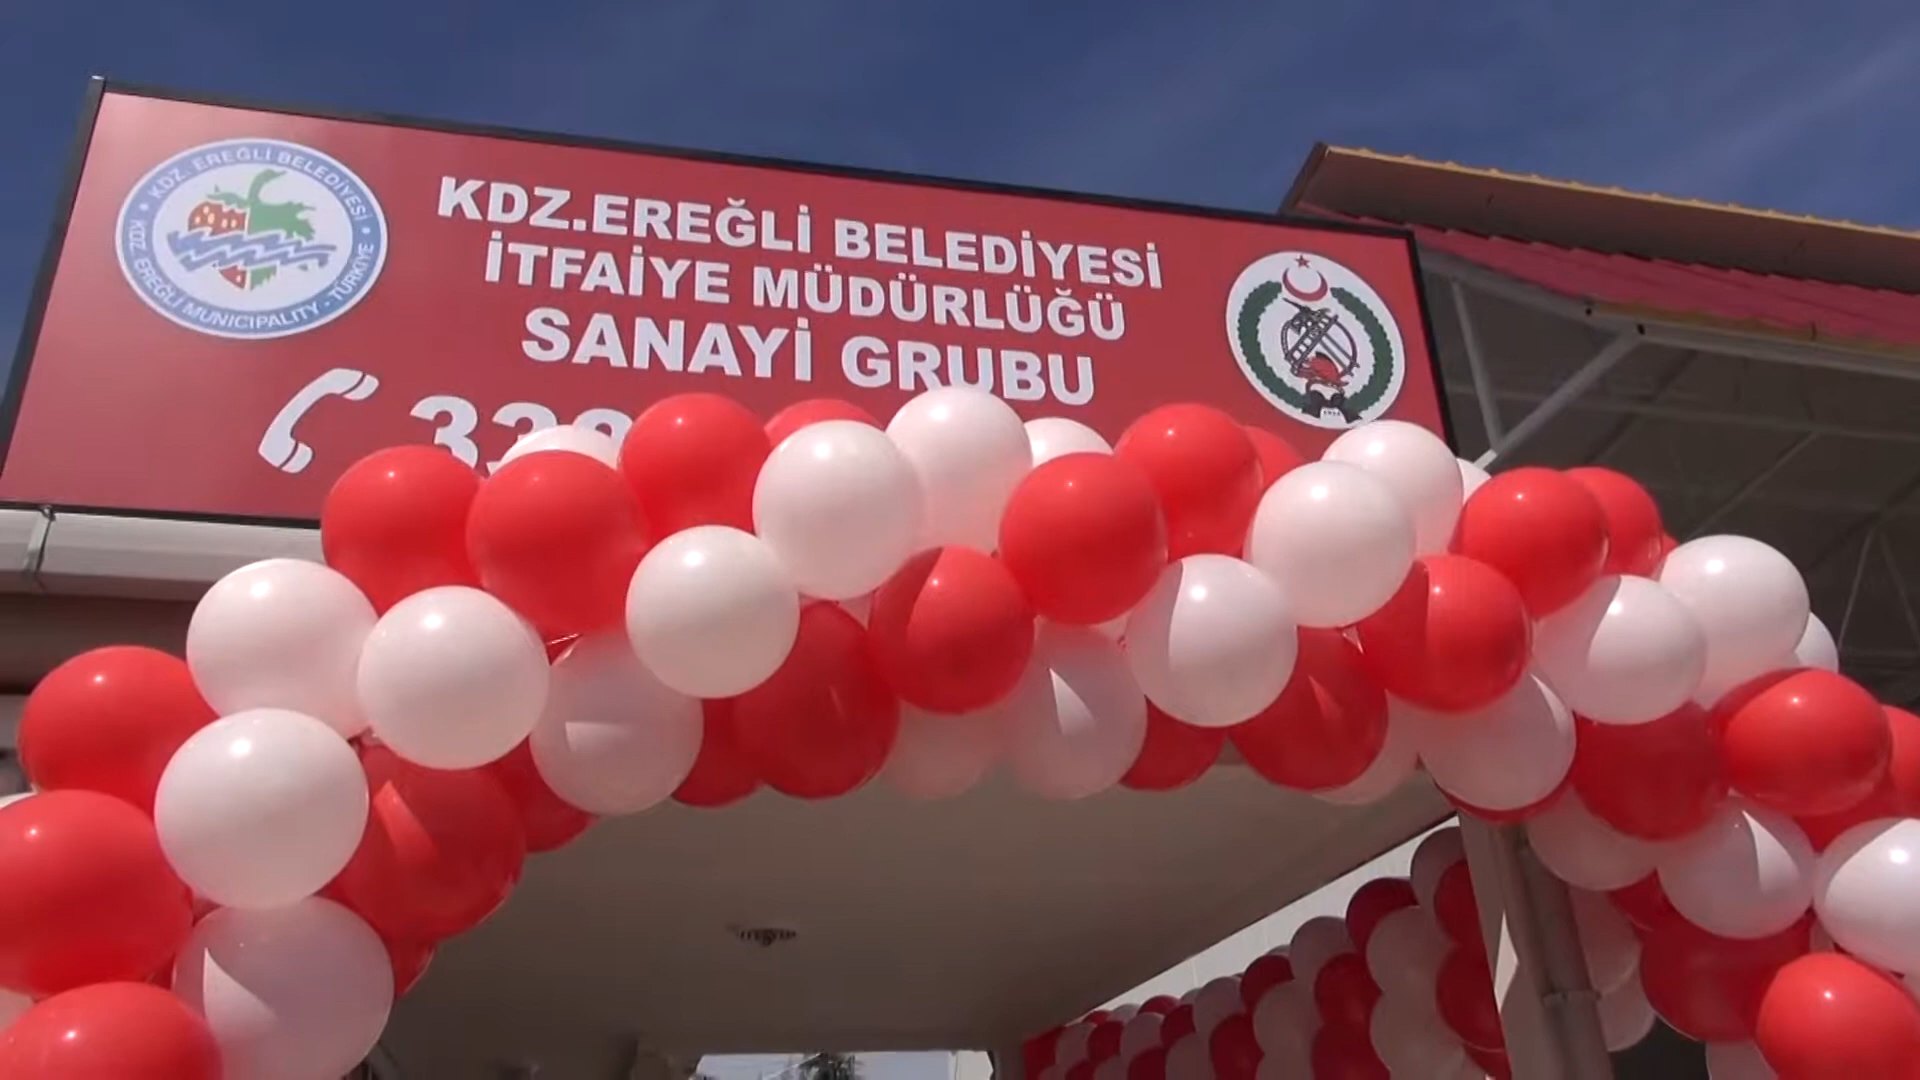 KDZ. EREĞLİ BELEDİYESİ
KDZ. EREĞLİ MUNICIPALITY - TÜRKİYE
KDZ.EREĞLİ BELEDİYESİ
İTFAİYE MÜDÜRLÜĞÜ
SANAYİ GRUBU